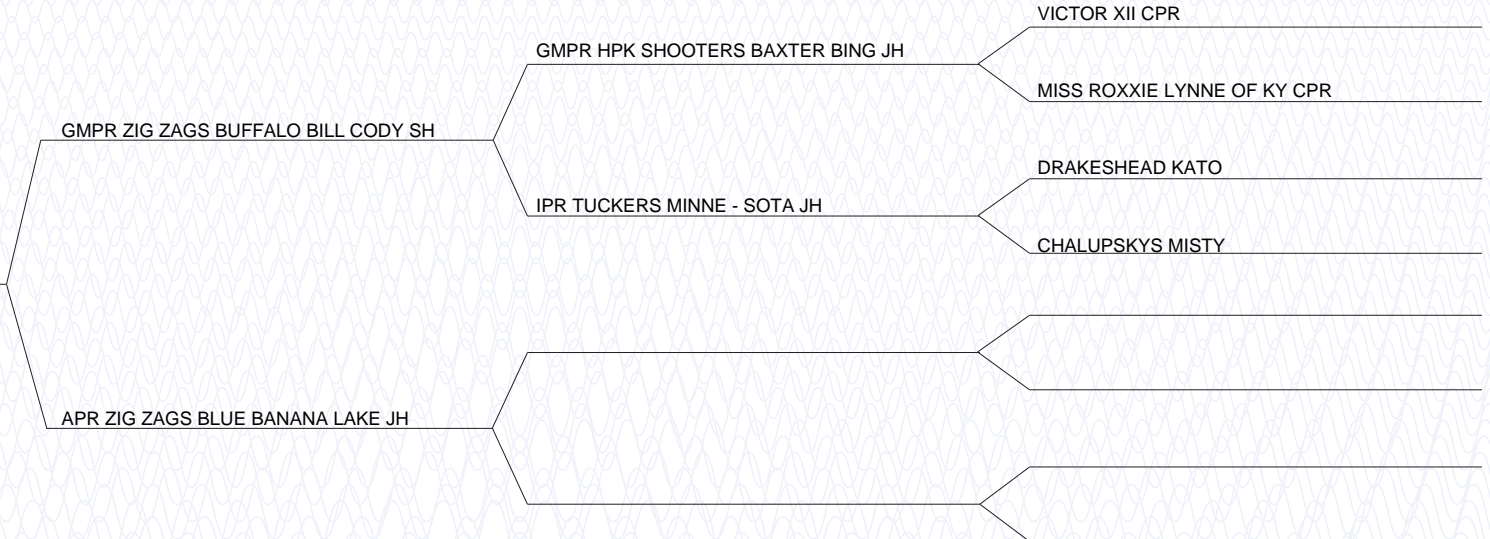 VICTOR XII CPR
GMPR HPK SHOOTERS BAXTER BING JH
MISS ROXXIE LYNNE OF KY CPR
GMPR ZIG ZAGS BUFFALO BILL CODY SH
DRAKESHEAD KATO
IPR TUCKERS MINNE - SOTA JH
CHALUPSKYS MISTY
APR ZIG ZAGS BLUE BANANA LAKE JH